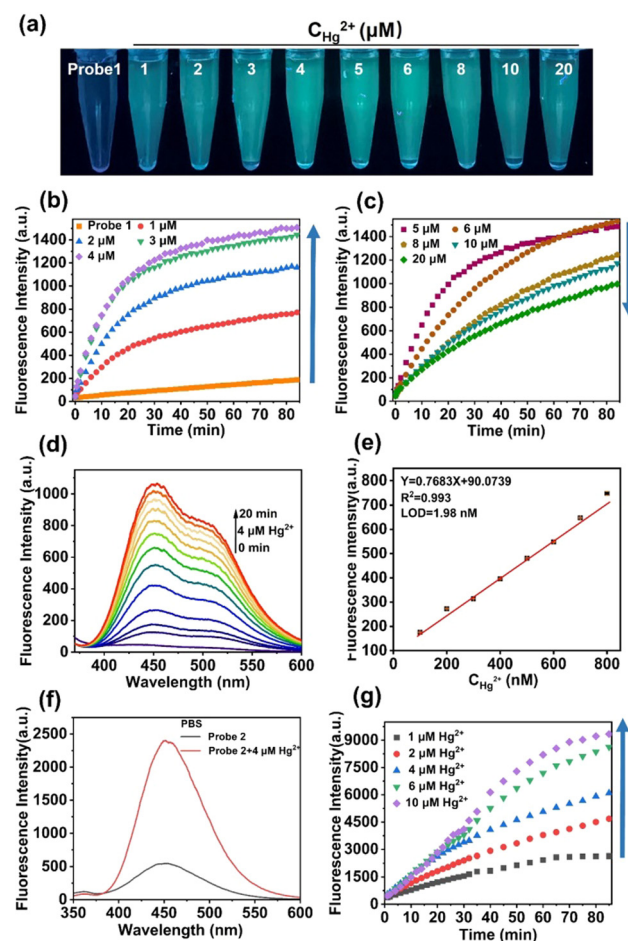 (a)
C_Hg²⁺ (μM)
Probe1 1 2 3 4 5 6 8 10 20
(b)
Probe 1 1 μM
2 μM 3 μM
4 μM
1400
1200
1000
800
600
400
200
0
Fluorescence Intensity (a.u.)
0 10 20 30 40 50 60 70 80
Time (min)
(c)
5 μM 6 μM
8 μM 10 μM
20 μM
1400
1200
1000
800
600
400
200
0
Fluorescence Intensity (a.u.)
0 10 20 30 40 50 60 70 80
Time (min)
(d)
20 min
4 μM Hg²⁺
0 min
1000
800
600
400
200
0
Fluorescence Intensity (a.u.)
400 450 500 550 600
Wavelength (nm)
(e)
Y=0.7683X+90.0739
R²=0.993
LOD=1.98 nM
800
700
600
500
400
300
200
100
Fluorescence intensity(a.u.)
0 200 400 600 800
C_Hg²⁺ (nM)
(f)
PBS
Probe 2
Probe 2+4 μM Hg²⁺
2500
2000
1500
1000
500
0
Fluorescence Intensity(a.u.)
350 400 450 500 550 600
Wavelength (nm)
(g)
1 μM Hg²⁺
2 μM Hg²⁺
4 μM Hg²⁺
6 μM Hg²⁺
10 μM Hg²⁺
9000
7500
6000
4500
3000
1500
0
Fluorescence Intensity(a.u.)
0 10 20 30 40 50 60 70 80
Time (min)